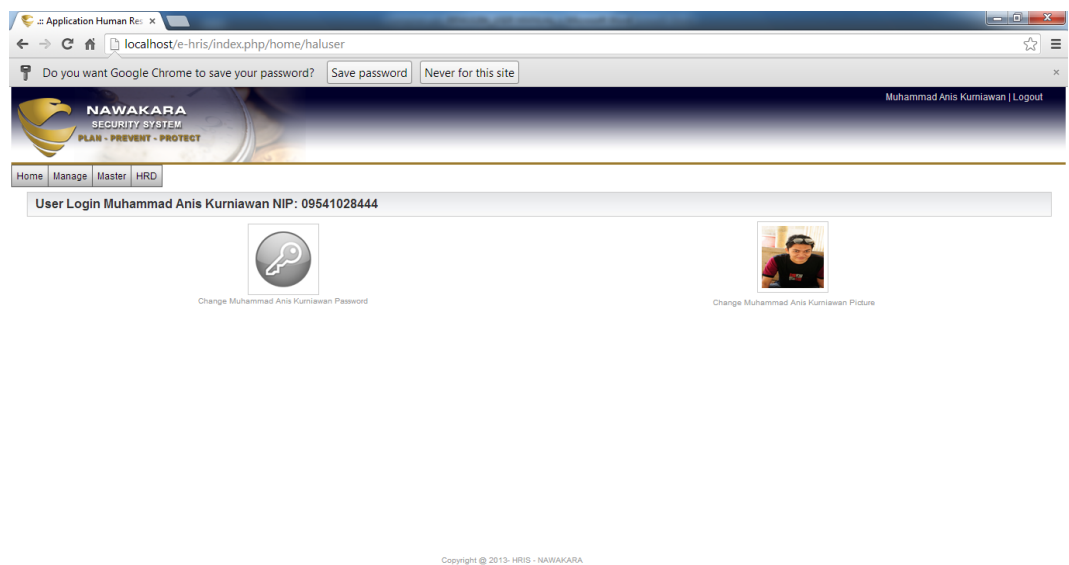 .:: Application Human Res
localhost/e-hris/index.php/home/haluser
Do you want Google Chrome to save your password? Save password Never for this site
Muhammad Anis Kurniawan | Logout
NAWAKARA
SECURITY SYSTEM
PLAN - PREVENT - PROTECT
Home Manage Master HRD
User Login Muhammad Anis Kurniawan NIP: 09541028444
Change Muhammad Anis Kurniawan Password
Change Muhammad Anis Kurniawan Picture
Copyright @ 2013- HRIS - NAWAKARA